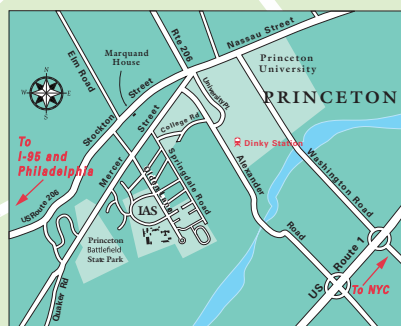 Elm Road
Rte 206
Nassau Street
Marquand
House
Princeton
University
N
W
E
S
PRINCETON
Stockton
Street
University Pl.
College Rd
Mercer
Street
Dinky Station
To
I-95 and
Philadelphia
Springdale Road
Alexander
Road
Washington Road
US Route 206
IAS
Princeton
Battlefield
State Park
Quaker Rd
US Route 1
To NYC